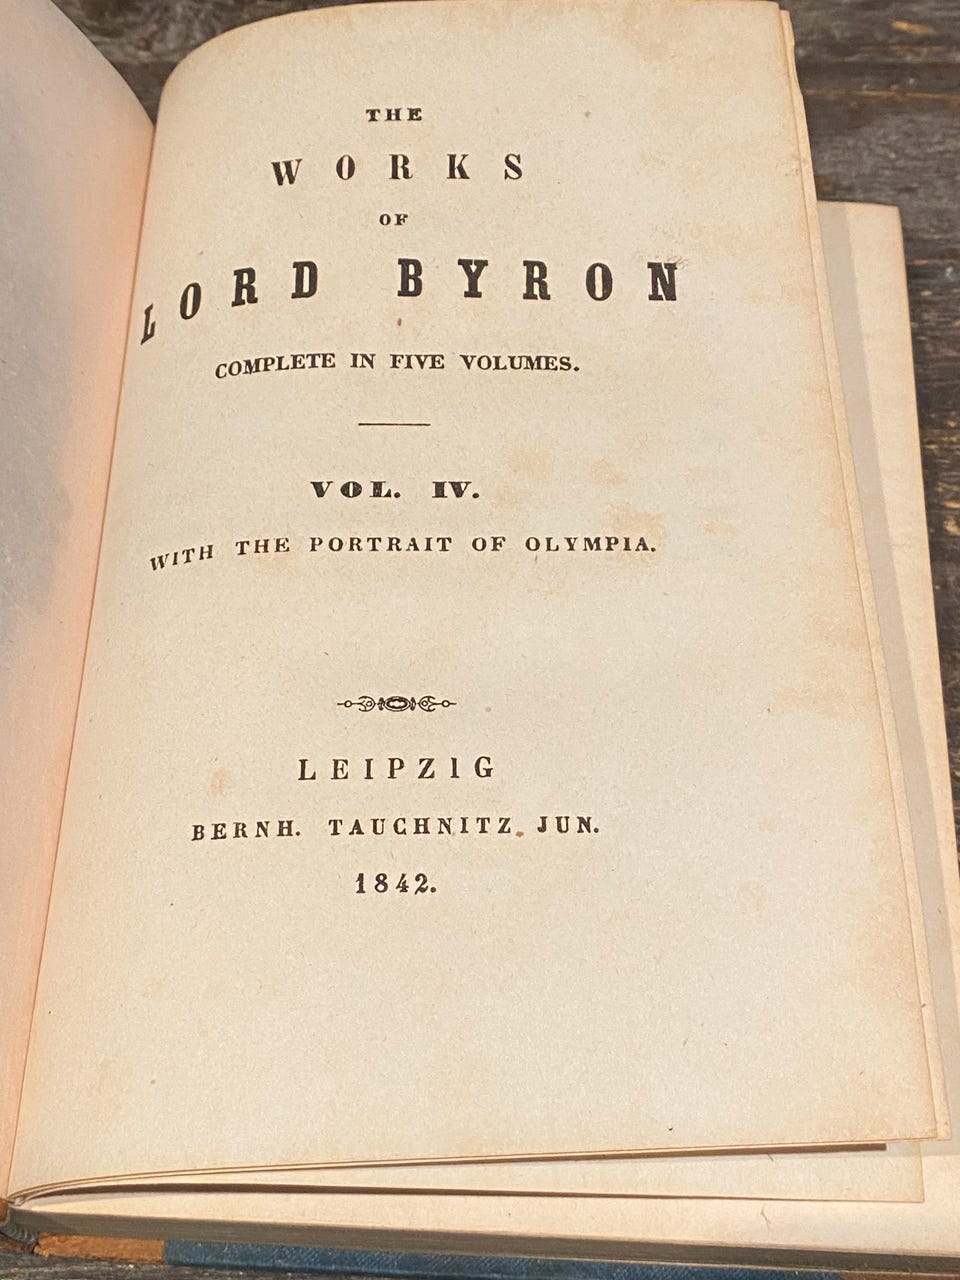 THE
WORKS
OF
LORD BYRON
COMPLETE IN FIVE VOLUMES.
VOL. IV.
WITH THE PORTRAIT OF OLYMPIA.
LEIPZIG
BERNH. TAUCHNITZ JUN.
1842.